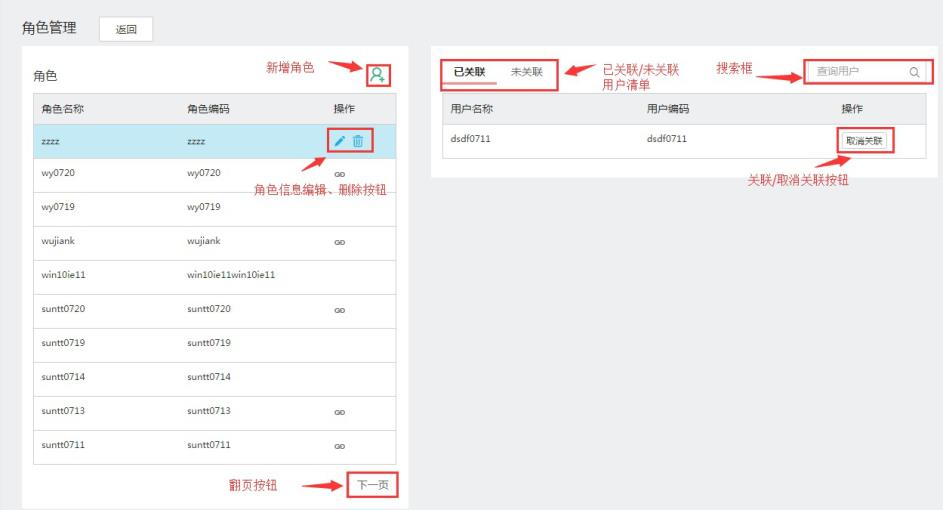 角色管理 返回
角色
新增角色
角色名称 角色编码 操作
zzzz zzzz
角色信息编辑、删除按钮
wy0720 wy0720
wy0719 wy0719
wujiank wujiank
win10ie11 win10ie11win10ie11
suntt0720 suntt0720
suntt0719 suntt0719
suntt0714 suntt0714
suntt0713 suntt0713
suntt0711 suntt0711
翻页按钮 下一页
已关联 未关联
已关联/未关联
用户清单
搜索框 查询用户
用户名称 用户编码 操作
dsdf0711 dsdf0711 取消关联
关联/取消关联按钮